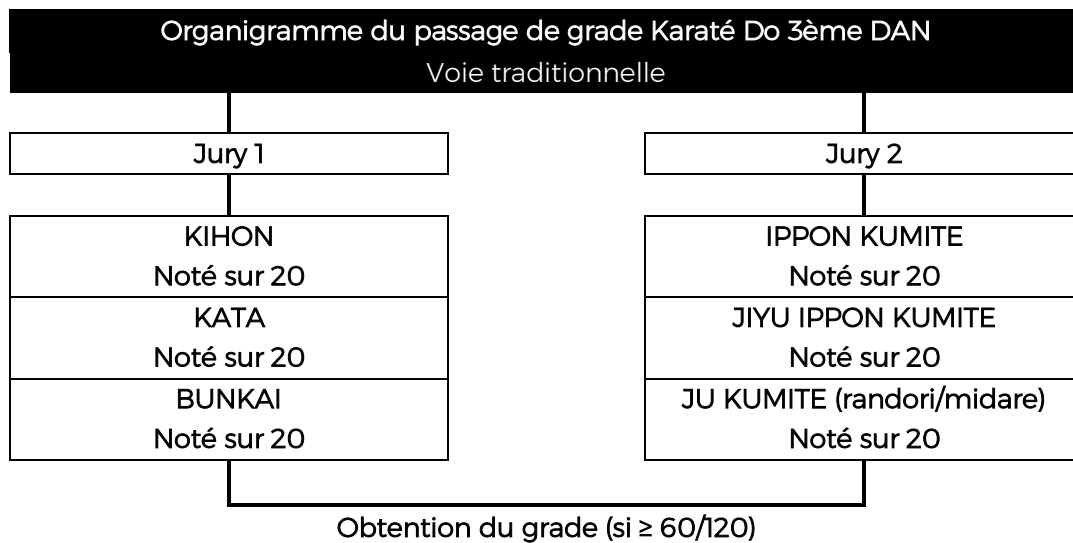 Organigramme du passage de grade Karaté Do 3ème DAN
Voie traditionnelle
Jury 1
KIHON
Noté sur 20
KATA
Noté sur 20
BUNKAI
Noté sur 20
Jury 2
IPPON KUMITE
Noté sur 20
JIYU IPPON KUMITE
Noté sur 20
JU KUMITE (randori/midare)
Noté sur 20
Obtention du grade (si ≥ 60/120)